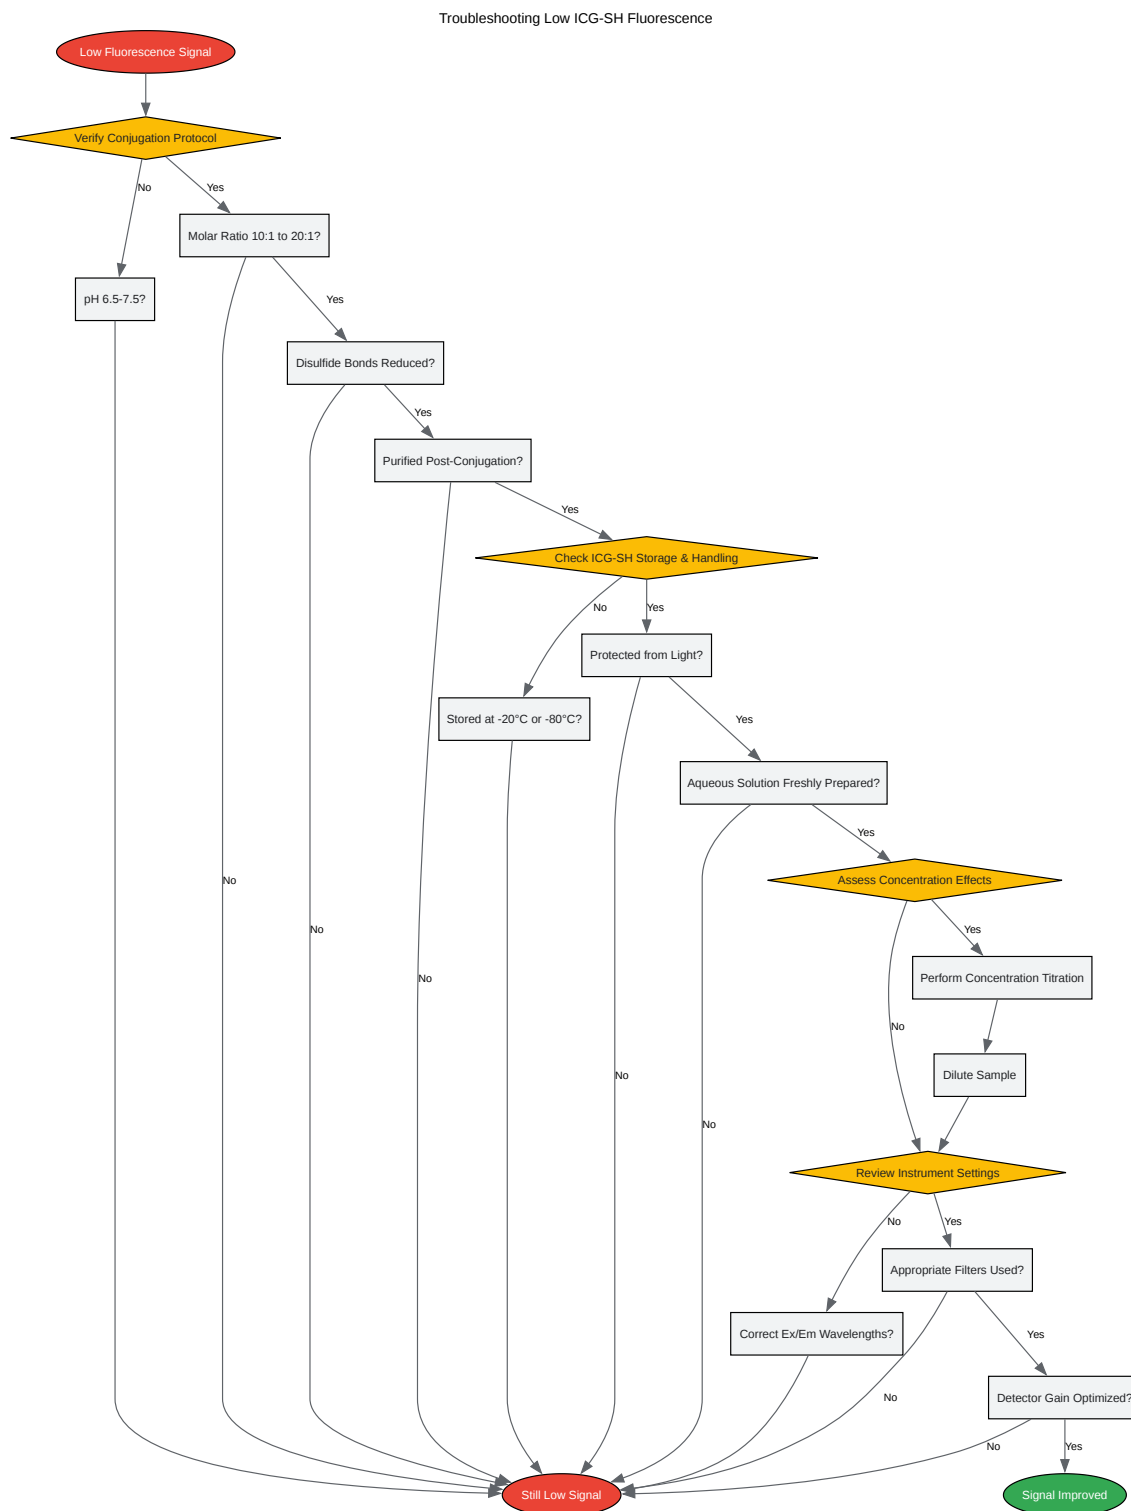 Troubleshooting Low ICG-SH Fluorescence
Low Fluorescence Signal
Verify Conjugation Protocol
No
Yes
Molar Ratio 10:1 to 20:1?
pH 6.5-7.5?
Yes
Disulfide Bonds Reduced?
Yes
Purified Post-Conjugation?
Yes
Check ICG-SH Storage & Handling
No
Yes
Protected from Light?
Stored at -20°C or -80°C?
Yes
Aqueous Solution Freshly Prepared?
Yes
Assess Concentration Effects
No
Yes
No
Perform Concentration Titration
No
No
Dilute Sample
No
No
Review Instrument Settings
No
Yes
Appropriate Filters Used?
Correct Ex/Em Wavelengths?
Yes
No
Detector Gain Optimized?
No
Yes
Still Low Signal
Signal Improved